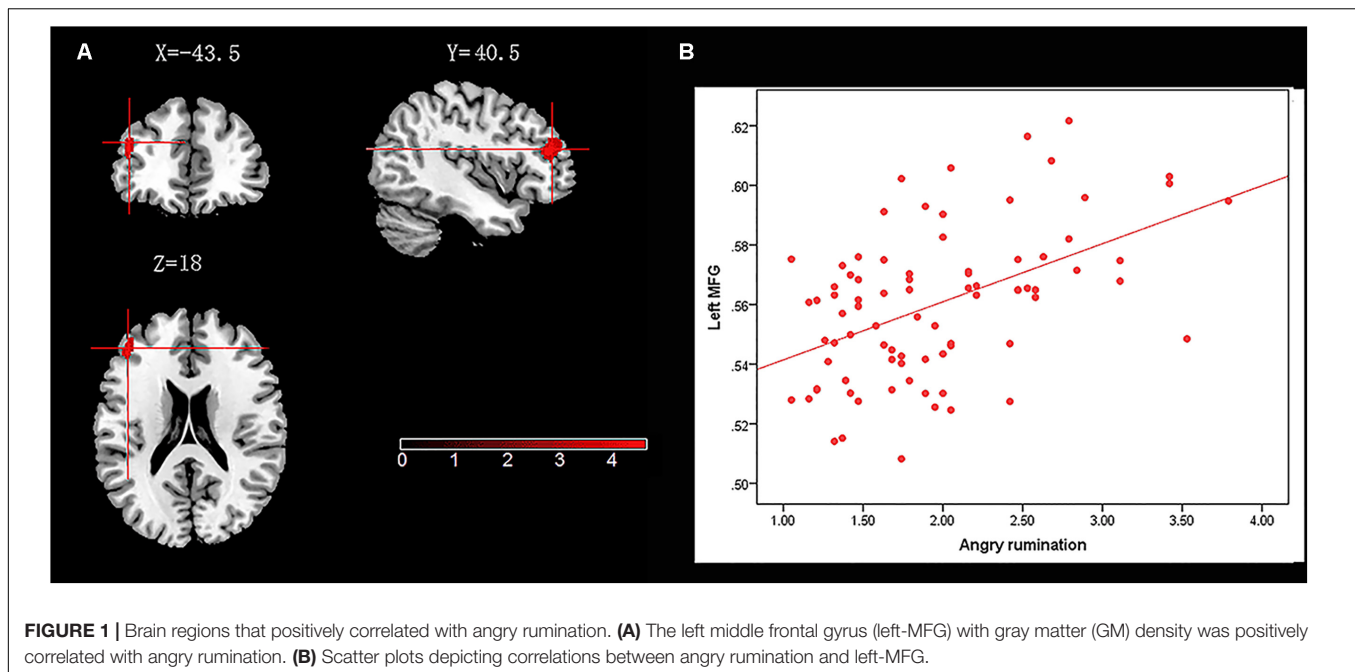 A
X=-43.5
Y=40.5
Z=18
0 1 2 3 4
B
.62
.60
.58
.56
.54
.52
.50
Left MFG
1.00 1.50 2.00 2.50 3.00 3.50 4.00
Angry rumination
FIGURE 1 | Brain regions that positively correlated with angry rumination. (A) The left middle frontal gyrus (left-MFG) with gray matter (GM) density was positively
correlated with angry rumination. (B) Scatter plots depicting correlations between angry rumination and left-MFG.